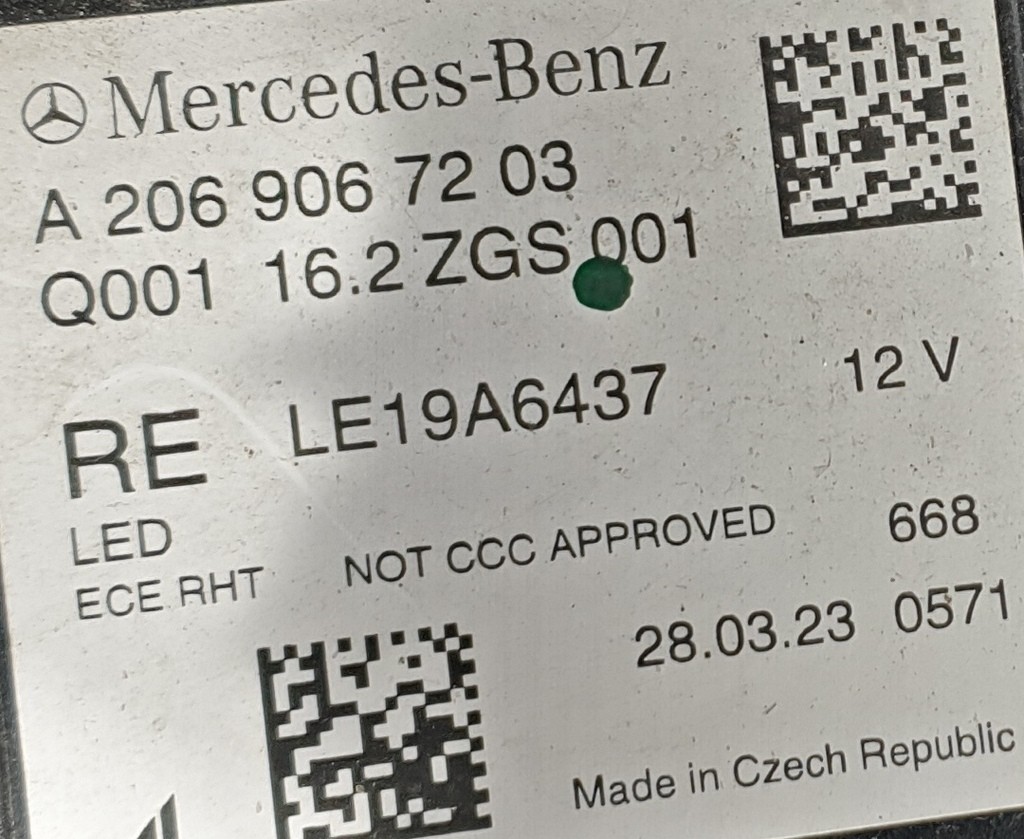 Mercedes-Benz
A 206 906 72 03
Q001 16.2 ZGS 001
RE LE19A6437 12 V
LED
ECE RHT NOT CCC APPROVED 668
28.03.23 0571
Made in Czech Republic